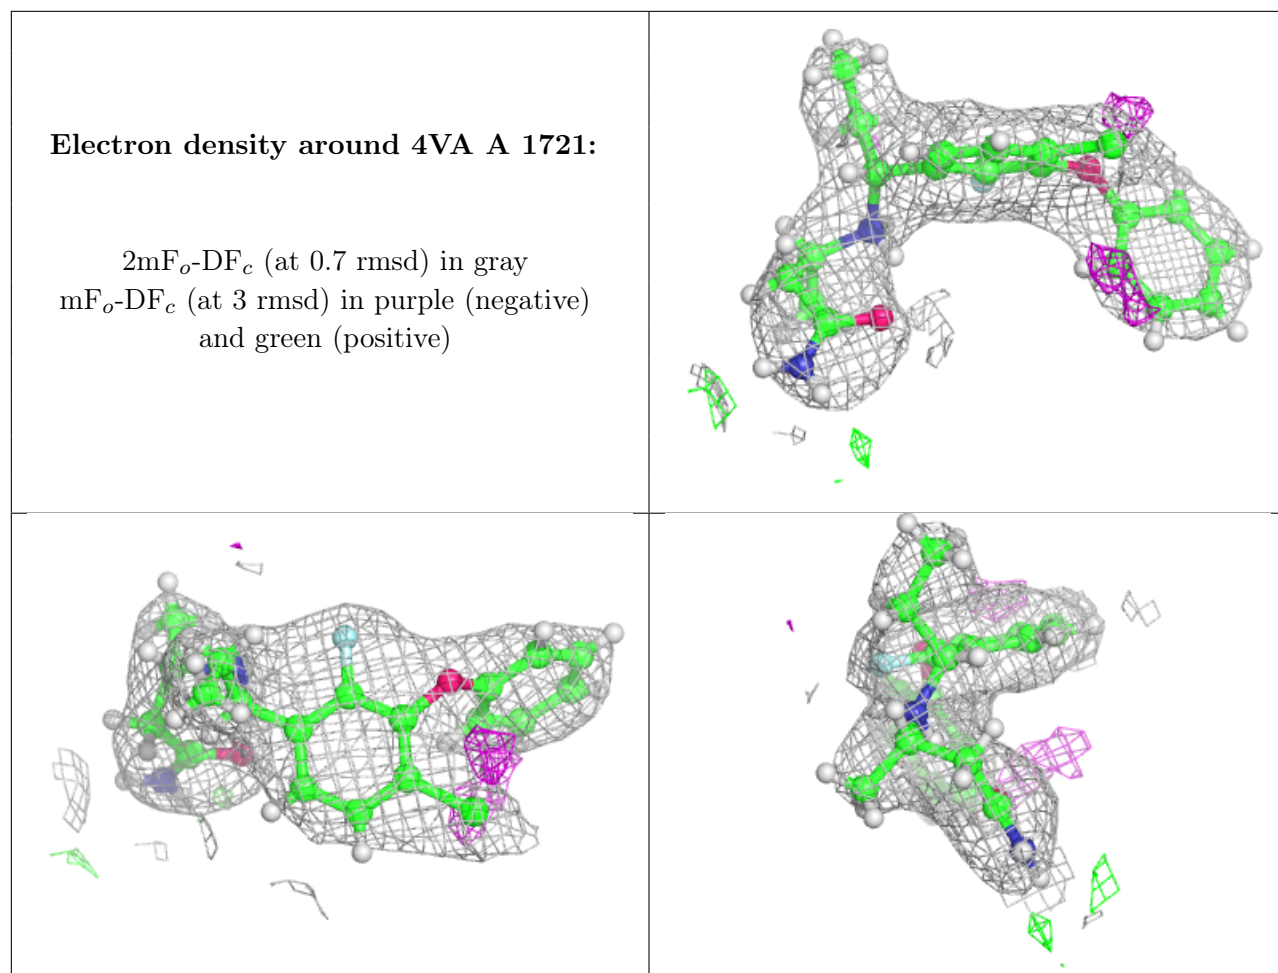 Electron density around 4VA A 1721:
2mFₒ-DF𝒸 (at 0.7 rmsd) in gray
mFₒ-DF𝒸 (at 3 rmsd) in purple (negative)
and green (positive)